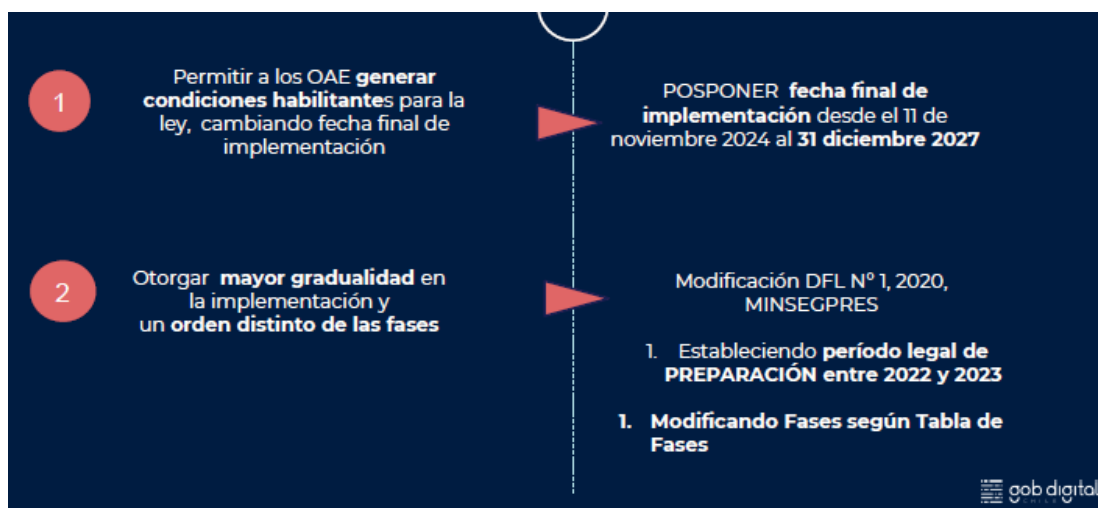 1
Permitir a los OAE generar
condiciones habilitantes para la
ley, cambiando fecha final de
implementación
POSPONER fecha final de
implementación desde el 11 de
noviembre 2024 al 31 diciembre 2027
2
Otorgar mayor gradualidad en
la implementación y
un orden distinto de las fases
Modificación DFL Nº 1, 2020,
MINSEGPRES
1. Estableciendo período legal de
PREPARACIÓN entre 2022 y 2023
1. Modificando Fases según Tabla de
Fases
gob digital
CHILE